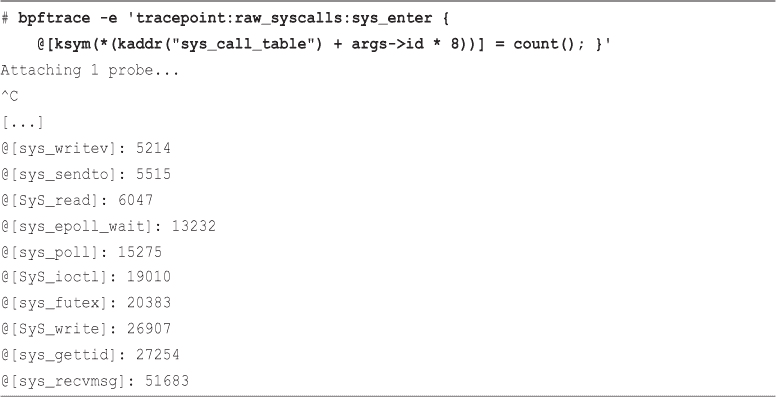 # bpftrace -e 'tracepoint:raw_syscalls:sys_enter {
    @[ksym(*(kaddr("sys_call_table") + args->id * 8))] = count(); }'
Attaching 1 probe...
^C
[...]
@[sys_writev]: 5214
@[sys_sendto]: 5515
@[SyS_read]: 6047
@[sys_epoll_wait]: 13232
@[sys_poll]: 15275
@[SyS_ioctl]: 19010
@[sys_futex]: 20383
@[SyS_write]: 26907
@[sys_gettid]: 27254
@[sys_recvmsg]: 51683